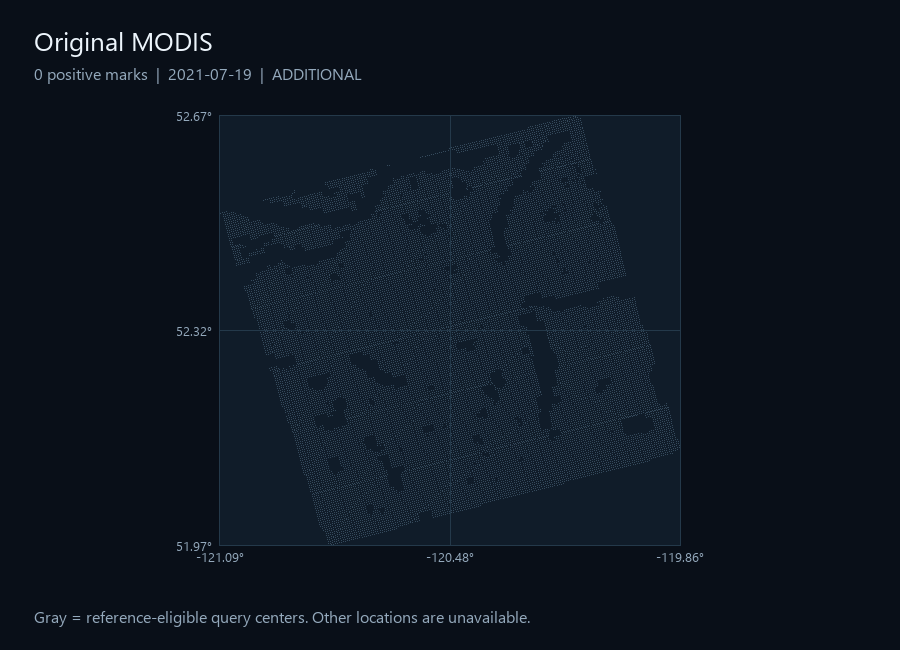 Original MODIS
0 positive marks | 2021-07-19 | ADDITIONAL
52.67°
52.32°
51.97°
-121.09°
-120.48°
-119.86°
Gray = reference-eligible query centers. Other locations are unavailable.